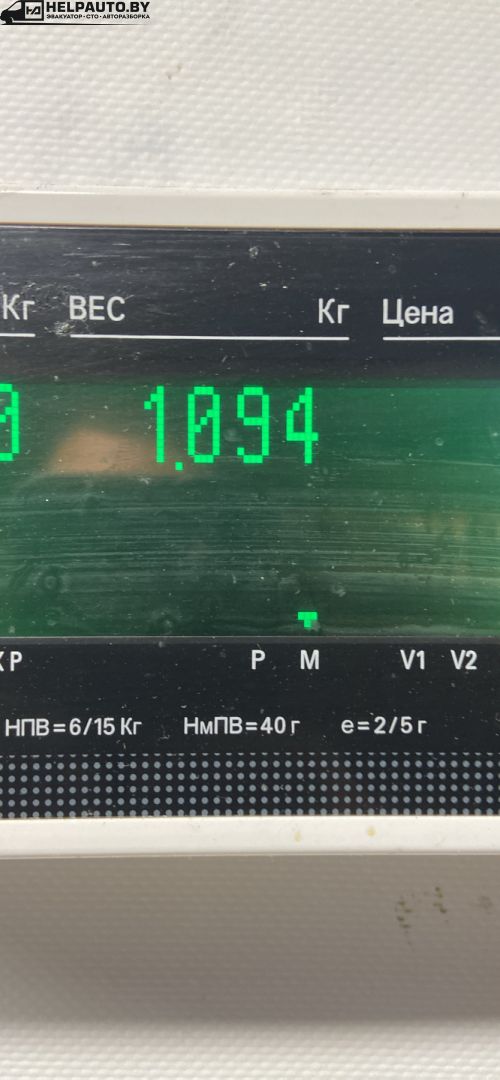 HELPAUTO.BY
ЭВАКУАТОР•СТО•АВТОРАЗБОРКА
Кг ВЕС Кг Цена
0 1.094
P M V1 V2
НПВ=6/15 Кг НмПВ=40 г e=2/5 г